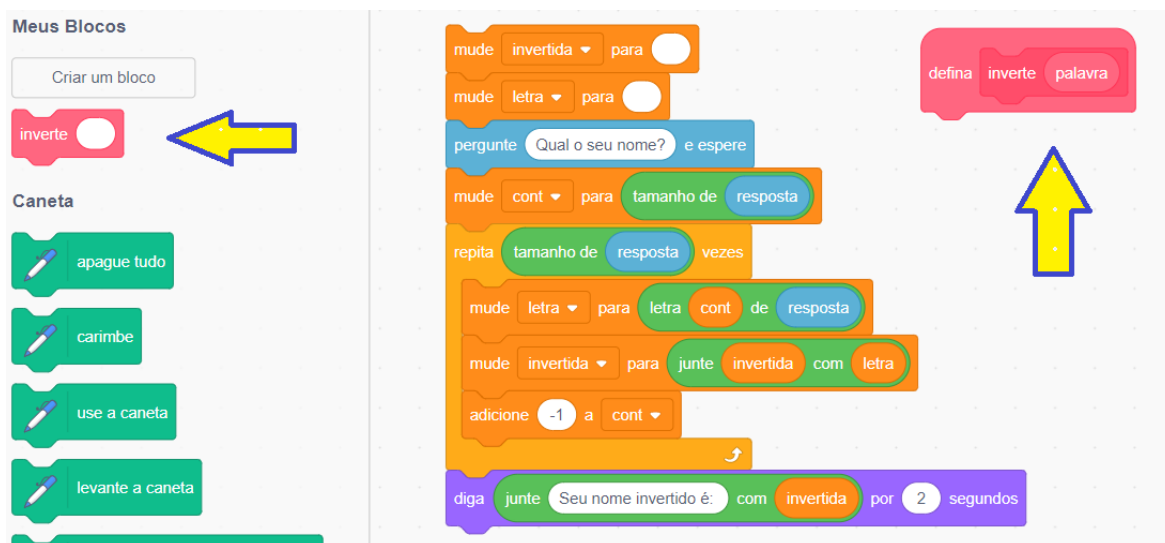 Meus Blocos
Criar um bloco
inverte
Caneta
apague tudo
carimbe
use a caneta
levante a caneta
mude invertida para
mude letra para
pergunte Qual o seu nome? e espere
mude cont para tamanho de resposta
repita tamanho de resposta vezes
mude letra para letra cont de resposta
mude invertida para junte invertida com letra
adicione -1 a cont
diga junte Seu nome invertido é: com invertida por 2 segundos
defina inverte palavra